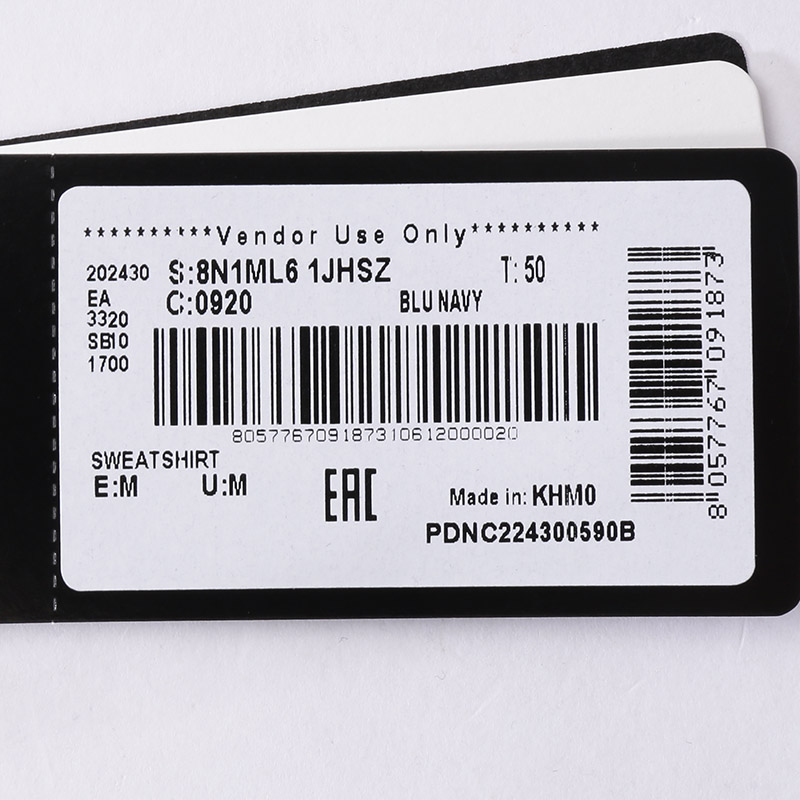 **********Vendor Use Only**********
202430 S:8N1ML6 1JHSZ T: 50
EA C:0920 BLU NAVY
3320
SB10
1700
805776709187310612000020
SWEATSHIRT
E:M U:M
EAC
Made in: KHM0
PDNC224300590B
8"057767"091873"